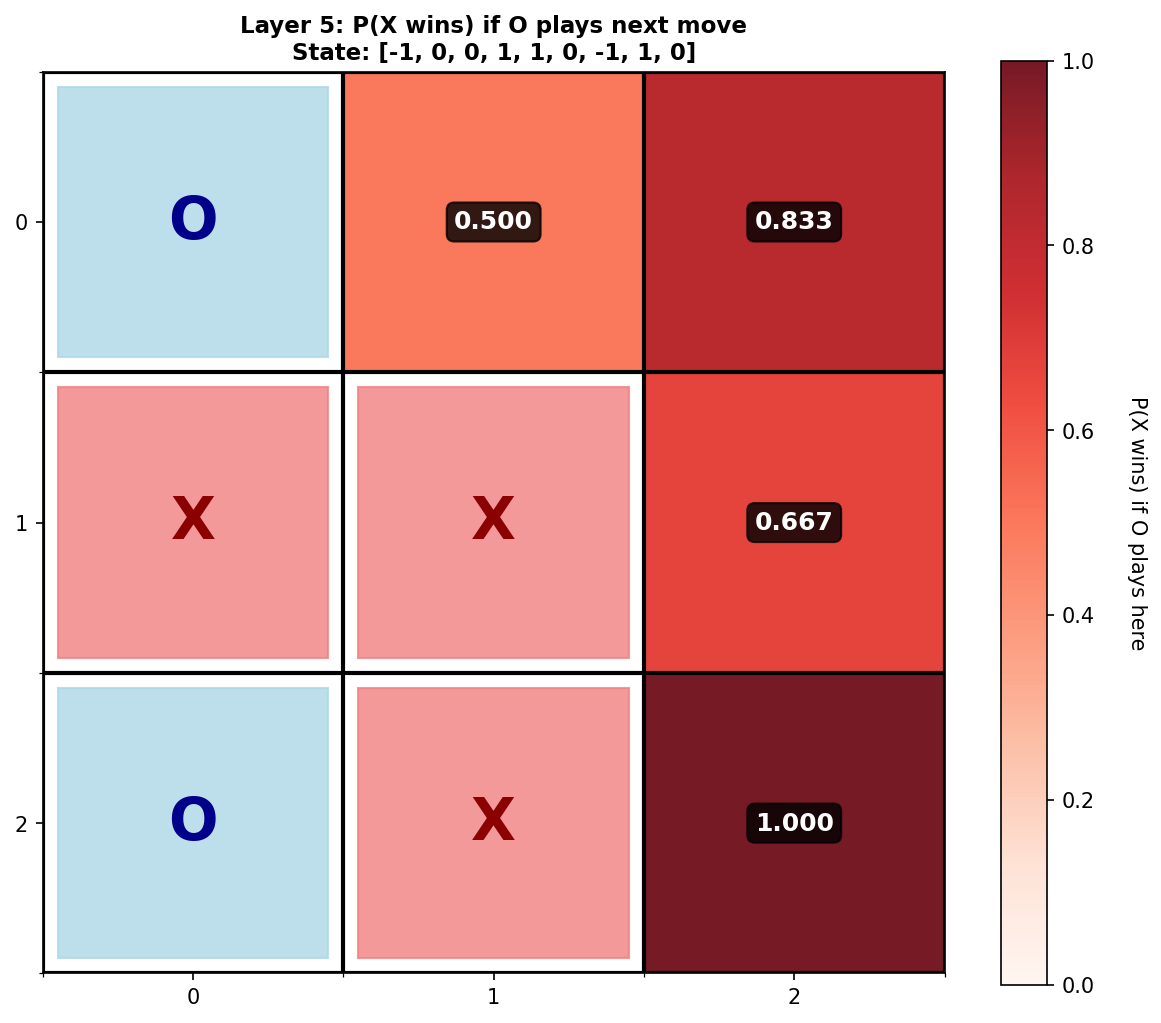 Layer 5: P(X wins) if O plays next move
State: [-1, 0, 0, 1, 1, 0, -1, 1, 0]
0
O
0.500
0.833
1
X
X
0.667
2
O
X
1.000
0
1
2
1.0
0.8
0.6
0.4
0.2
0.0
P(X wins) if O plays here